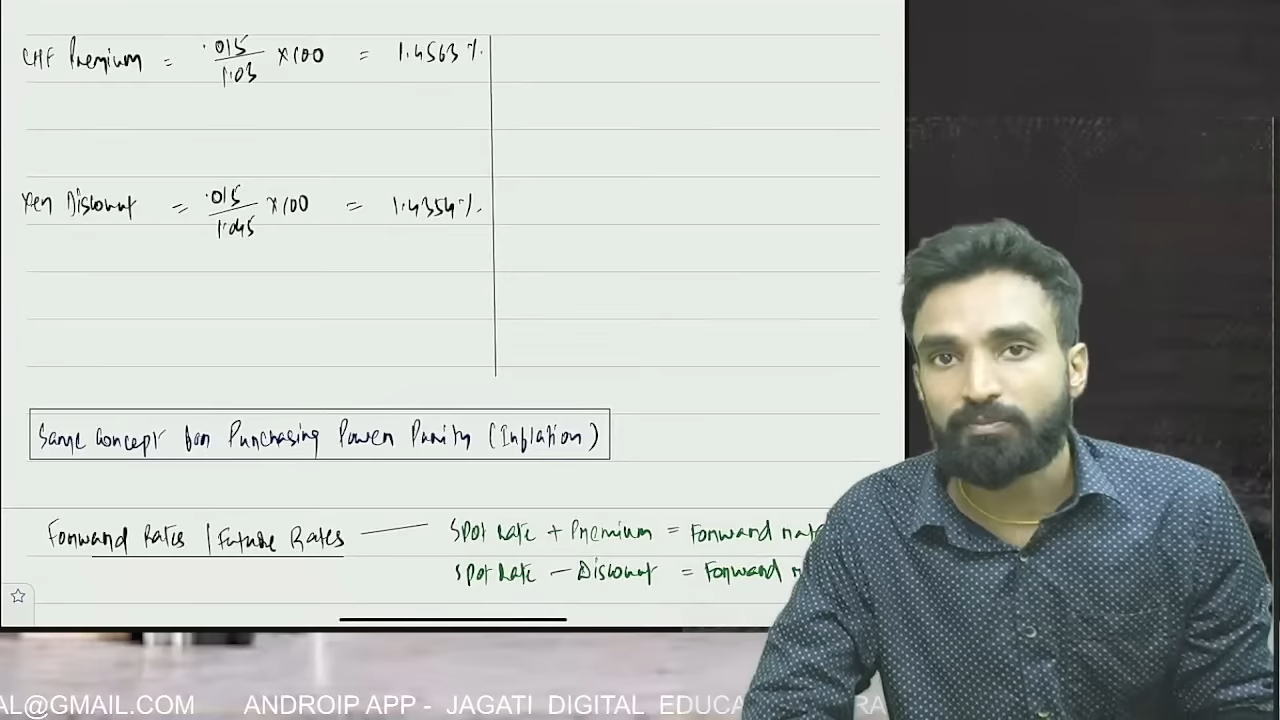 CHF Premium = .015/1.03 × 100 = 1.4563 %.
Yen Discount = .015/1.045 × 100 = 1.4354 %.
Same concept for Purchasing Power Parity (Inflation)
Forward Rates / Future Rates — Spot Rate + Premium = Forward rate
Spot Rate — Discount = Forward
AL@GMAIL.COM ANDROIP APP - JAGATI DIGITAL EDUCA RA